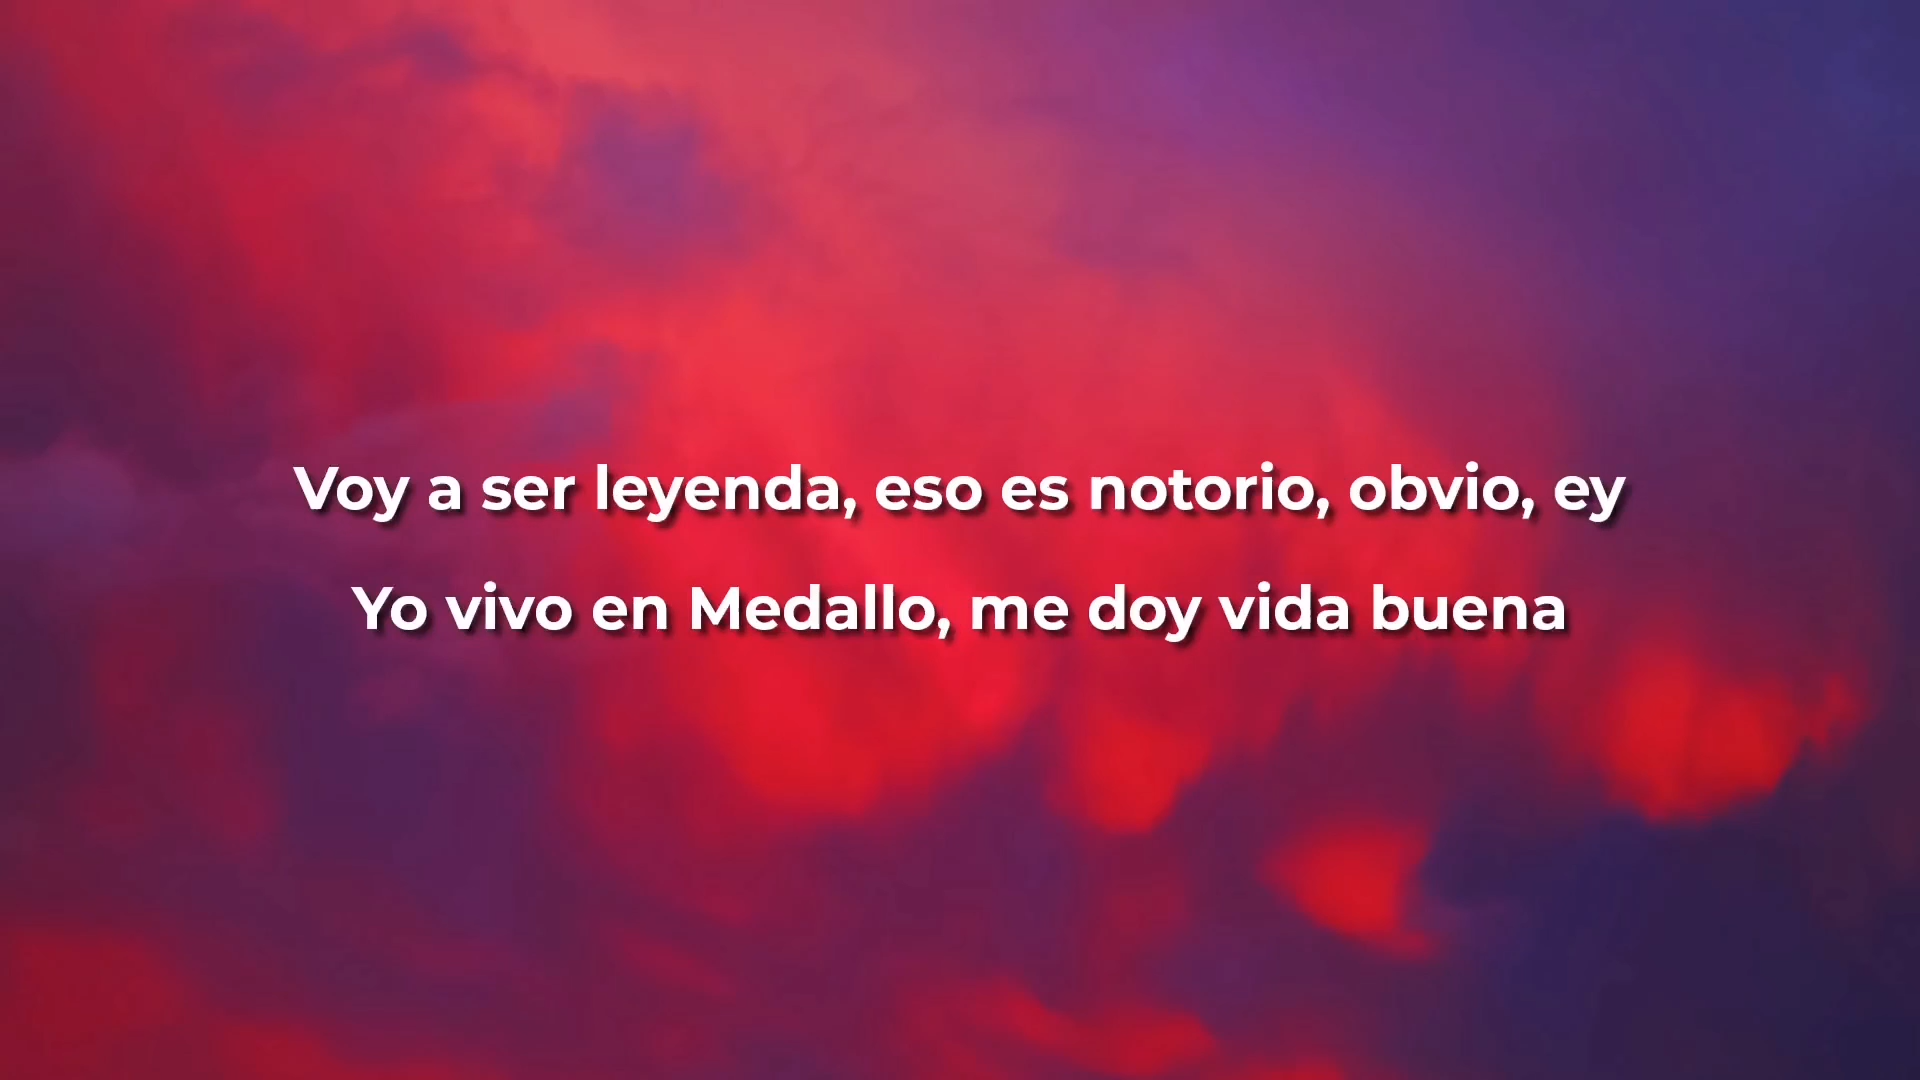 Voy a ser leyenda, eso es notorio, obvio, ey
Yo vivo en Medallo, me doy vida buena